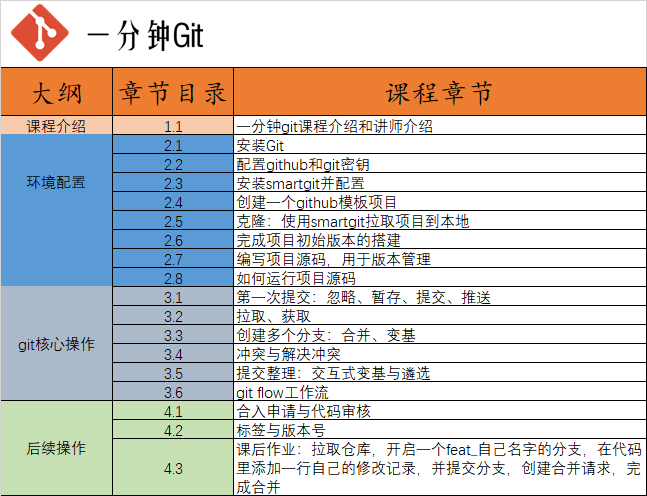 一分钟Git
大纲 章节目录 课程章节
课程介绍 1.1 一分钟git课程介绍和讲师介绍
环境配置
2.1 安装Git
2.2 配置github和git密钥
2.3 安装smartgit并配置
2.4 创建一个github模板项目
2.5 克隆：使用smartgit拉取项目到本地
2.6 完成项目初始版本的搭建
2.7 编写项目源码，用于版本管理
2.8 如何运行项目源码
git核心操作
3.1 第一次提交：忽略、暂存、提交、推送
3.2 拉取、获取
3.3 创建多个分支：合并、变基
3.4 冲突与解决冲突
3.5 提交整理：交互式变基与遴选
3.6 git flow工作流
后续操作
4.1 合入申请与代码审核
4.2 标签与版本号
4.3 课后作业：拉取仓库，开启一个feat_自己名字的分支，在代码
里添加一行自己的修改记录，并提交分支，创建合并请求，完
成合并